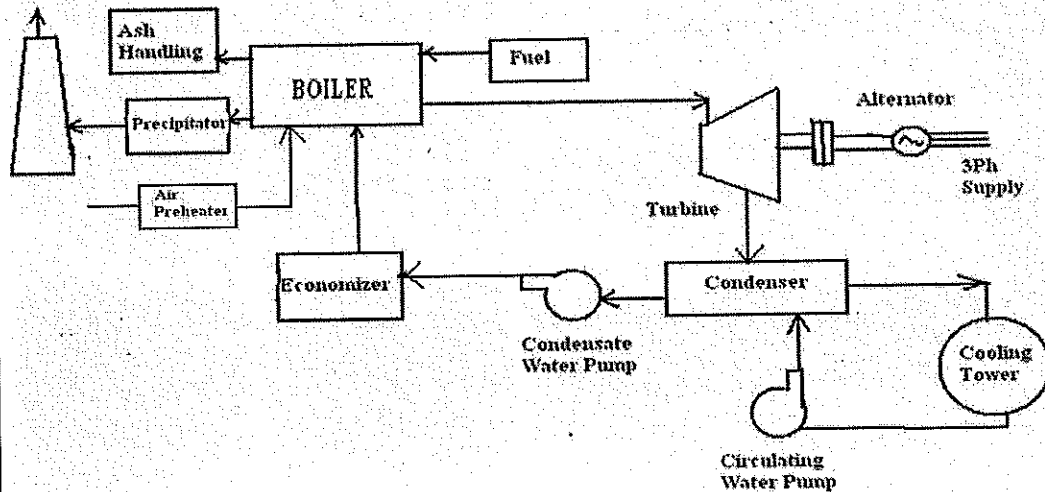 Ash
Handling
BOILER
Fuel
Precipitator
Air
Preheater
Alternator
3Ph
Supply
Turbine
Economizer
Condenser
Condensate
Water Pump
Cooling
Tower
Circulating
Water Pump